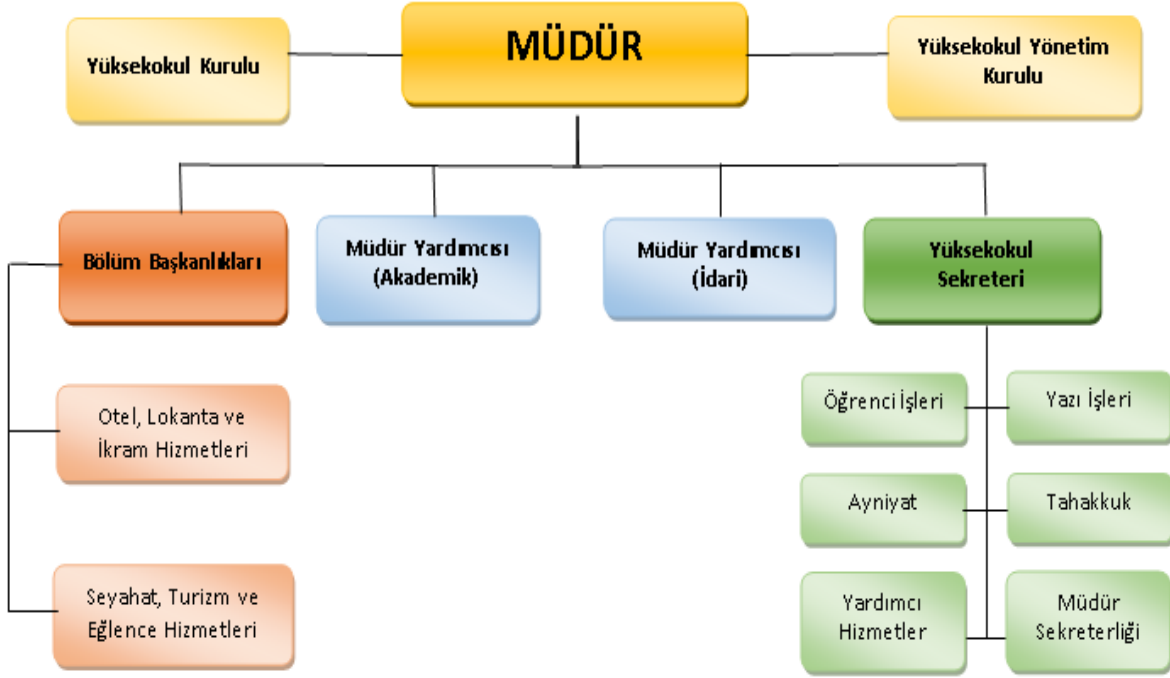 MÜDÜR
Yüksekokul Kurulu
Yüksekokul Yönetim
Kurulu
Bölüm Başkanlıkları
Müdür Yardımcısı
(Akademik)
Müdür Yardımcısı
(İdari)
Yüksekokul
Sekreteri
Otel, Lokanta ve
İkram Hizmetleri
Seyahat, Turizm ve
Eğlence Hizmetleri
Öğrenci İşleri
Yazı İşleri
Ayniyat
Tahakkuk
Yardımcı
Hizmetler
Müdür
Sekreterliği